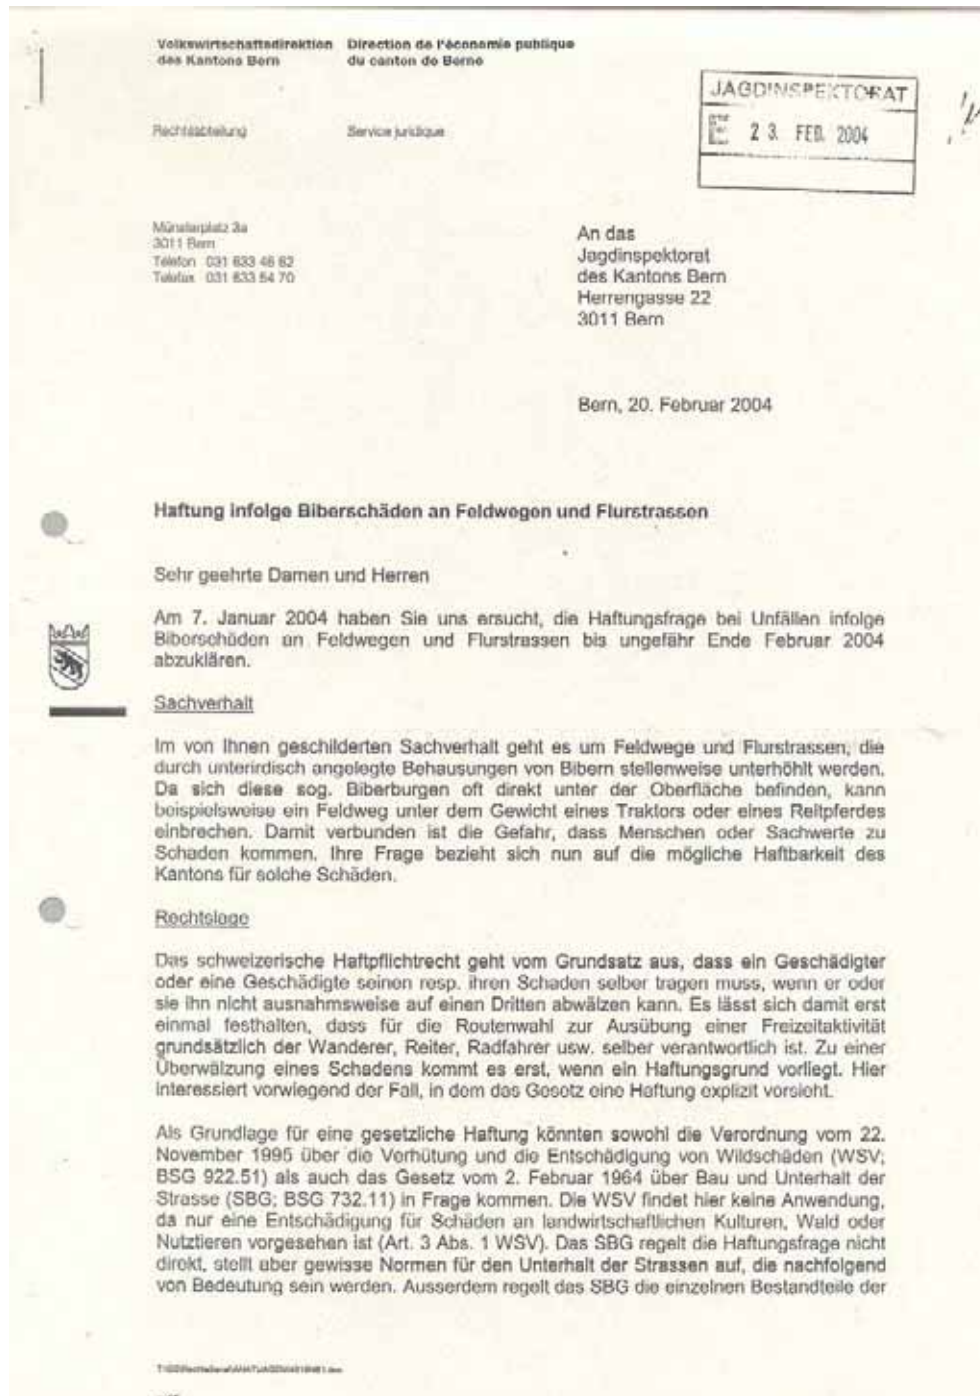 Volkswirtschaftsdirektion Direction de l'économie publique
des Kantons Bern du canton de Berne
JAGDINSPEKTORAT
E 23. FEB. 2004
Rechtsabteilung Service juridique
Münsterplatz 3a
3011 Bern
Telefon 031 633 46 62
Telefax 031 633 54 70
An das
Jagdinspektorat
des Kantons Bern
Herrengasse 22
3011 Bern
Bern, 20. Februar 2004
Haftung infolge Biberschäden an Feldwegen und Flurstrassen
Sehr geehrte Damen und Herren
Am 7. Januar 2004 haben Sie uns ersucht, die Haftungsfrage bei Unfällen infolge
Biberschäden an Feldwegen und Flurstrassen bis ungefähr Ende Februar 2004
abzuklären.
Sachverhalt
Im von Ihnen geschilderten Sachverhalt geht es um Feldwege und Flurstrassen, die
durch unterirdisch angelegte Behausungen von Bibern stellenweise unterhöhlt werden.
Da sich diese sog. Biberburgen oft direkt unter der Oberfläche befinden, kann
beispielsweise ein Feldweg unter dem Gewicht eines Traktors oder eines Reitpferdes
einbrechen. Damit verbunden ist die Gefahr, dass Menschen oder Sachwerte zu
Schaden kommen. Ihre Frage bezieht sich nun auf die mögliche Haftbarkeit des
Kantons für solche Schäden.
Rechtslage
Das schweizerische Haftpflichtrecht geht vom Grundsatz aus, dass ein Geschädigter
oder eine Geschädigte seinen resp. ihren Schaden selber tragen muss, wenn er oder
sie ihn nicht ausnahmsweise auf einen Dritten abwälzen kann. Es lässt sich damit erst
einmal festhalten, dass für die Routenwahl zur Ausübung einer Freizeitaktivität
grundsätzlich der Wanderer, Reiter, Radfahrer usw. selber verantwortlich ist. Zu einer
Überwälzung eines Schadens kommt es erst, wenn ein Haftungsgrund vorliegt. Hier
interessiert vorwiegend der Fall, in dem das Gesetz eine Haftung explizit vorsieht.
Als Grundlage für eine gesetzliche Haftung könnten sowohl die Verordnung vom 22.
November 1995 über die Verhütung und die Entschädigung von Wildschäden (WSV;
BSG 922.51) als auch das Gesetz vom 2. Februar 1964 über Bau und Unterhalt der
Strasse (SBG; BSG 732.11) in Frage kommen. Die WSV findet hier keine Anwendung,
da nur eine Entschädigung für Schäden an landwirtschaftlichen Kulturen, Wald oder
Nutztieren vorgesehen ist (Art. 3 Abs. 1 WSV). Das SBG regelt die Haftungsfrage nicht
direkt, stellt aber gewisse Normen für den Unterhalt der Strassen auf, die nachfolgend
von Bedeutung sein werden. Ausserdem regelt das SBG die einzelnen Bestandteile der